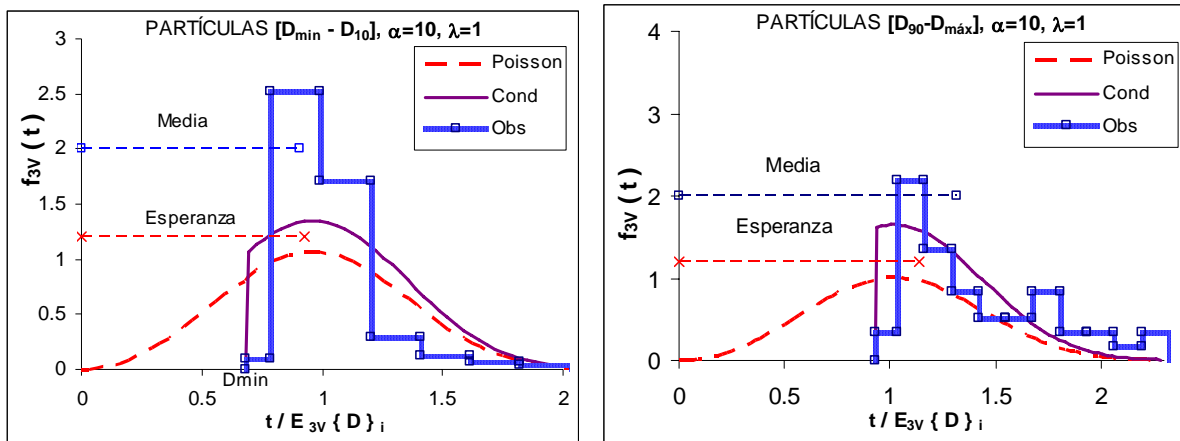 PARTÍCULAS [Dmin - D10], α=10, λ=1
3
2.5
2
1.5
1
0.5
0
f3V ( t )
Poisson
Cond
Obs
Media
Esperanza
Dmin
0 0.5 1 1.5 2
t / E 3V { D } i
PARTÍCULAS [D90-Dmáx], α=10, λ=1
4
3
2
1
0
f3V ( t )
Poisson
Cond
Obs
Media
Esperanza
0 0.5 1 1.5 2
t / E 3V { D } i